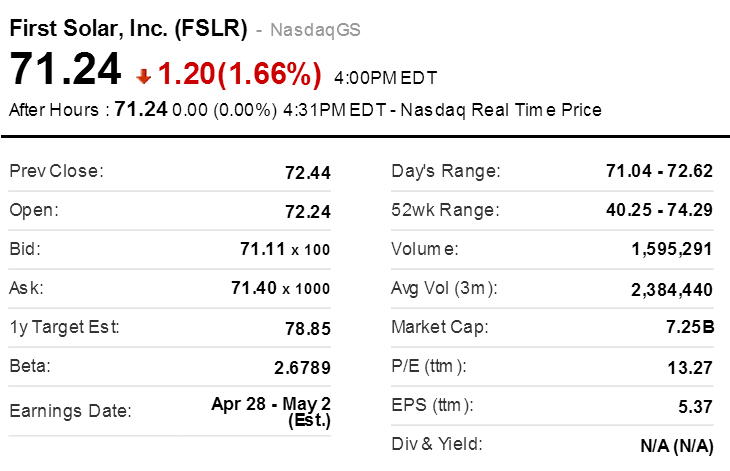 First Solar, Inc. (FSLR) - NasdaqGS
71.24 1.20(1.66%) 4:00PM EDT
After Hours : 71.24 0.00 (0.00%) 4:31PM EDT - Nasdaq Real Time Price
Prev Close: 72.44
Open: 72.24
Bid: 71.11 x 100
Ask: 71.40 x 1000
1y Target Est: 78.85
Beta: 2.6789
Earnings Date: Apr 28 - May 2
(Est.)
Day's Range: 71.04 - 72.62
52wk Range: 40.25 - 74.29
Volume: 1,595,291
Avg Vol (3m): 2,384,440
Market Cap: 7.25B
P/E (ttm): 13.27
EPS (ttm): 5.37
Div & Yield: N/A (N/A)